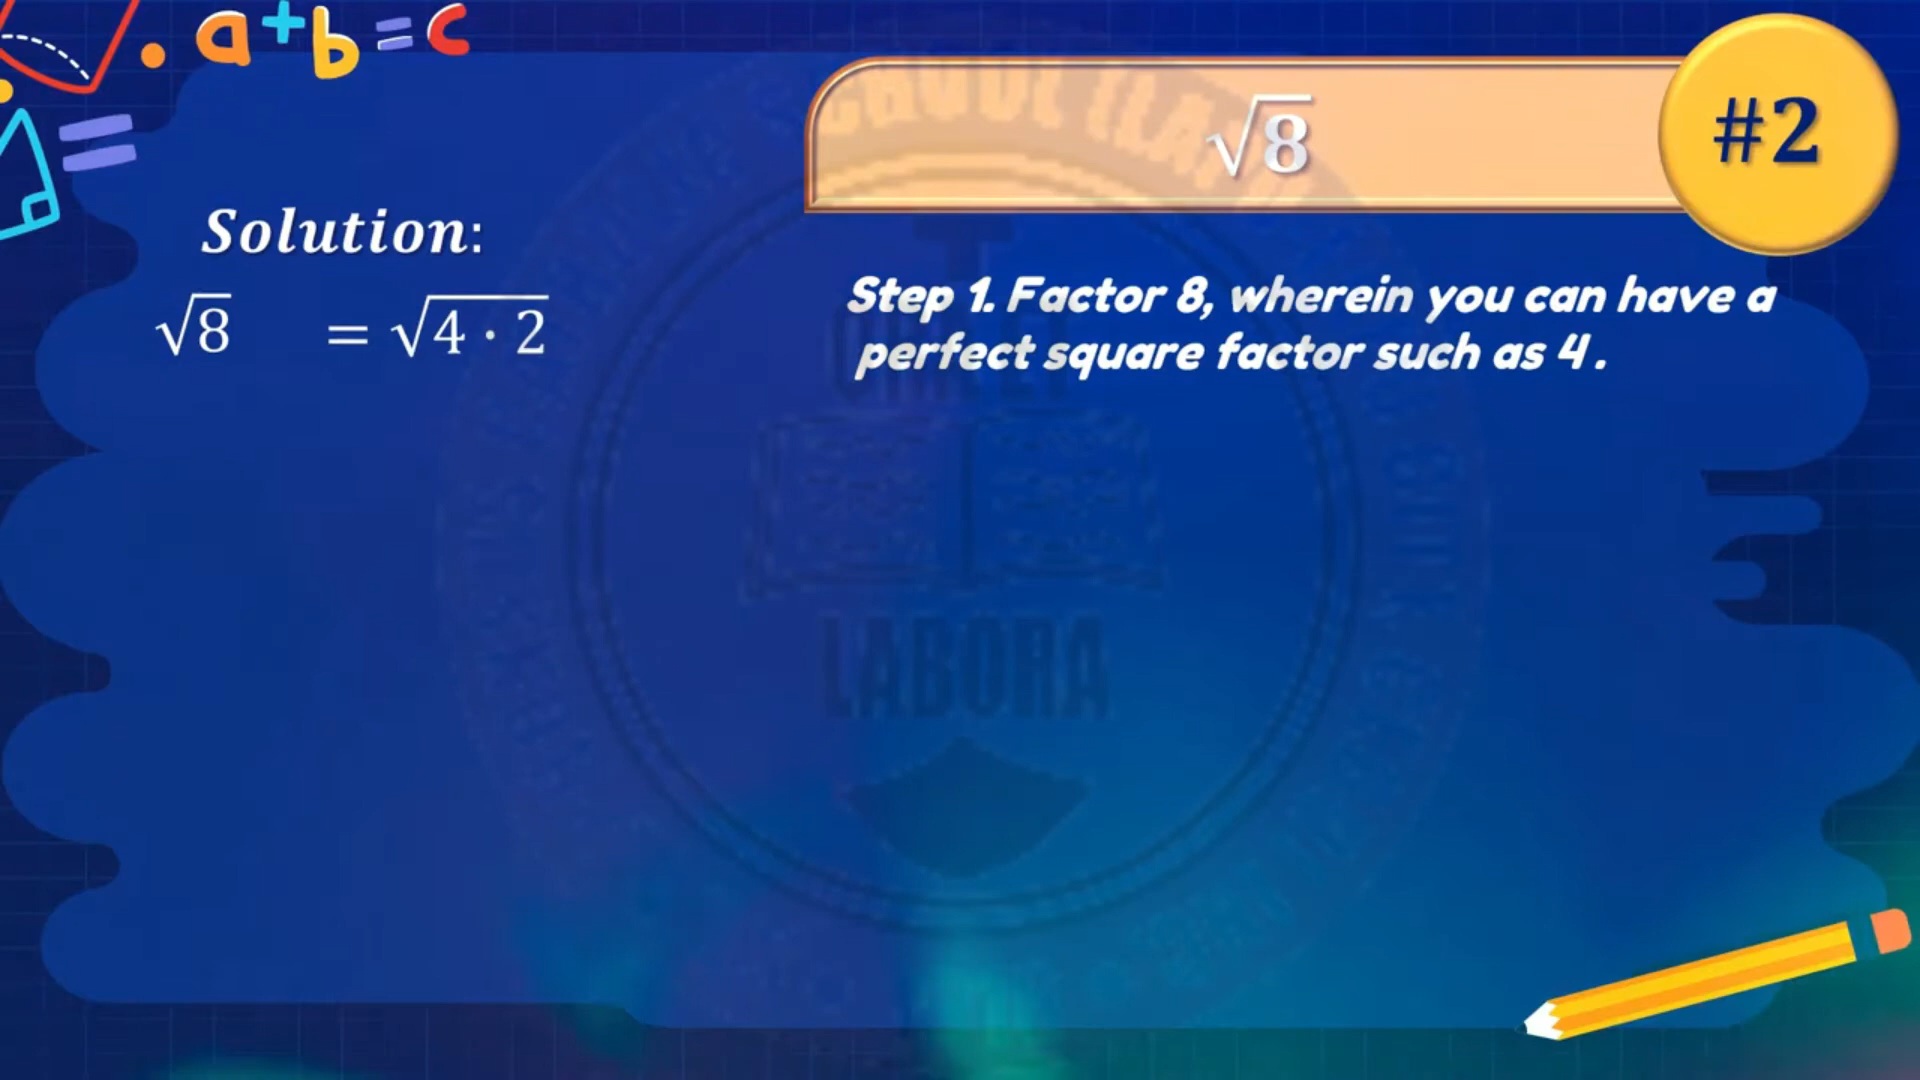 a+b=c
√8
#2
Solution:
√8 = √4 · 2
Step 1. Factor 8, wherein you can have a
perfect square factor such as 4 .
LABORA